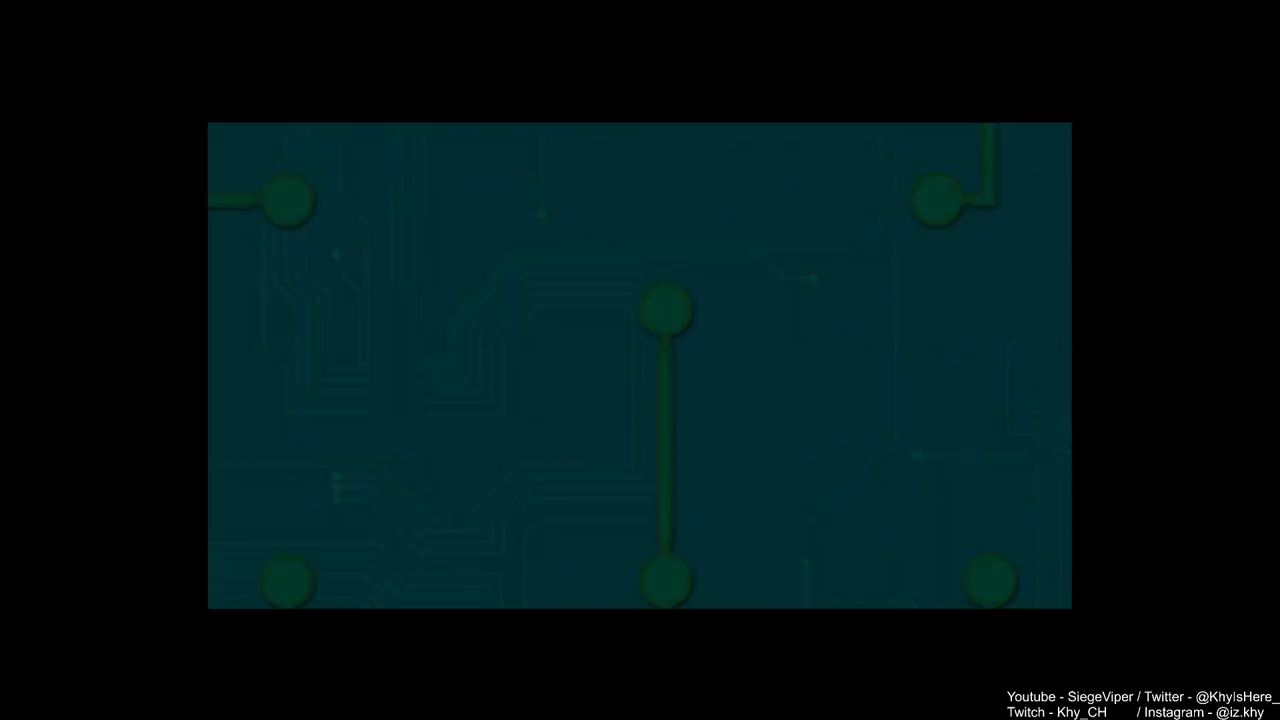 Youtube - SiegeViper / Twitter - @KhyIsHere_
Twitch - Khy_CH / Instagram - @iz.khy